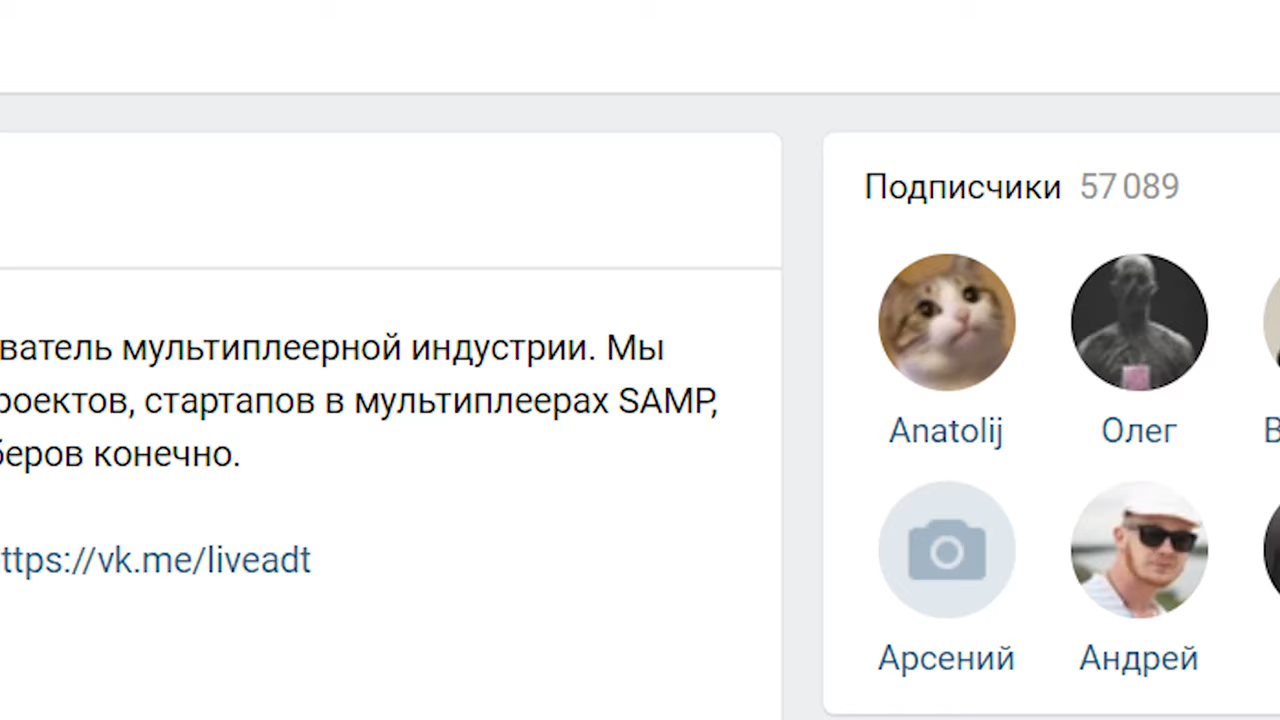 ватель мультиплеерной индустрии. Мы
роектов, стартапов в мультиплеерах SAMP,
беров конечно.
ttps://vk.me/liveadt
Подписчики 57 089
Anatolij
Олег
В
Арсений
Андрей